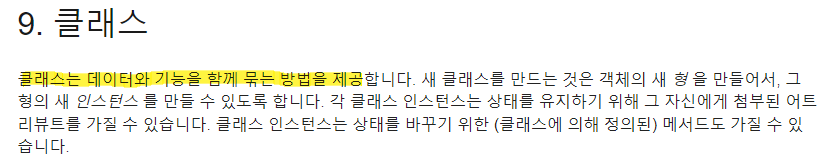 9. 클래스
클래스는 데이터와 기능을 함께 묶는 방법을 제공합니다. 새 클래스를 만드는 것은 객체의 새 형 을 만들어서, 그
형의 새 인스턴스 를 만들 수 있도록 합니다. 각 클래스 인스턴스는 상태를 유지하기 위해 그 자신에게 첨부된 어트
리뷰트를 가질 수 있습니다. 클래스 인스턴스는 상태를 바꾸기 위한 (클래스에 의해 정의된) 메서드도 가질 수 있
습니다.